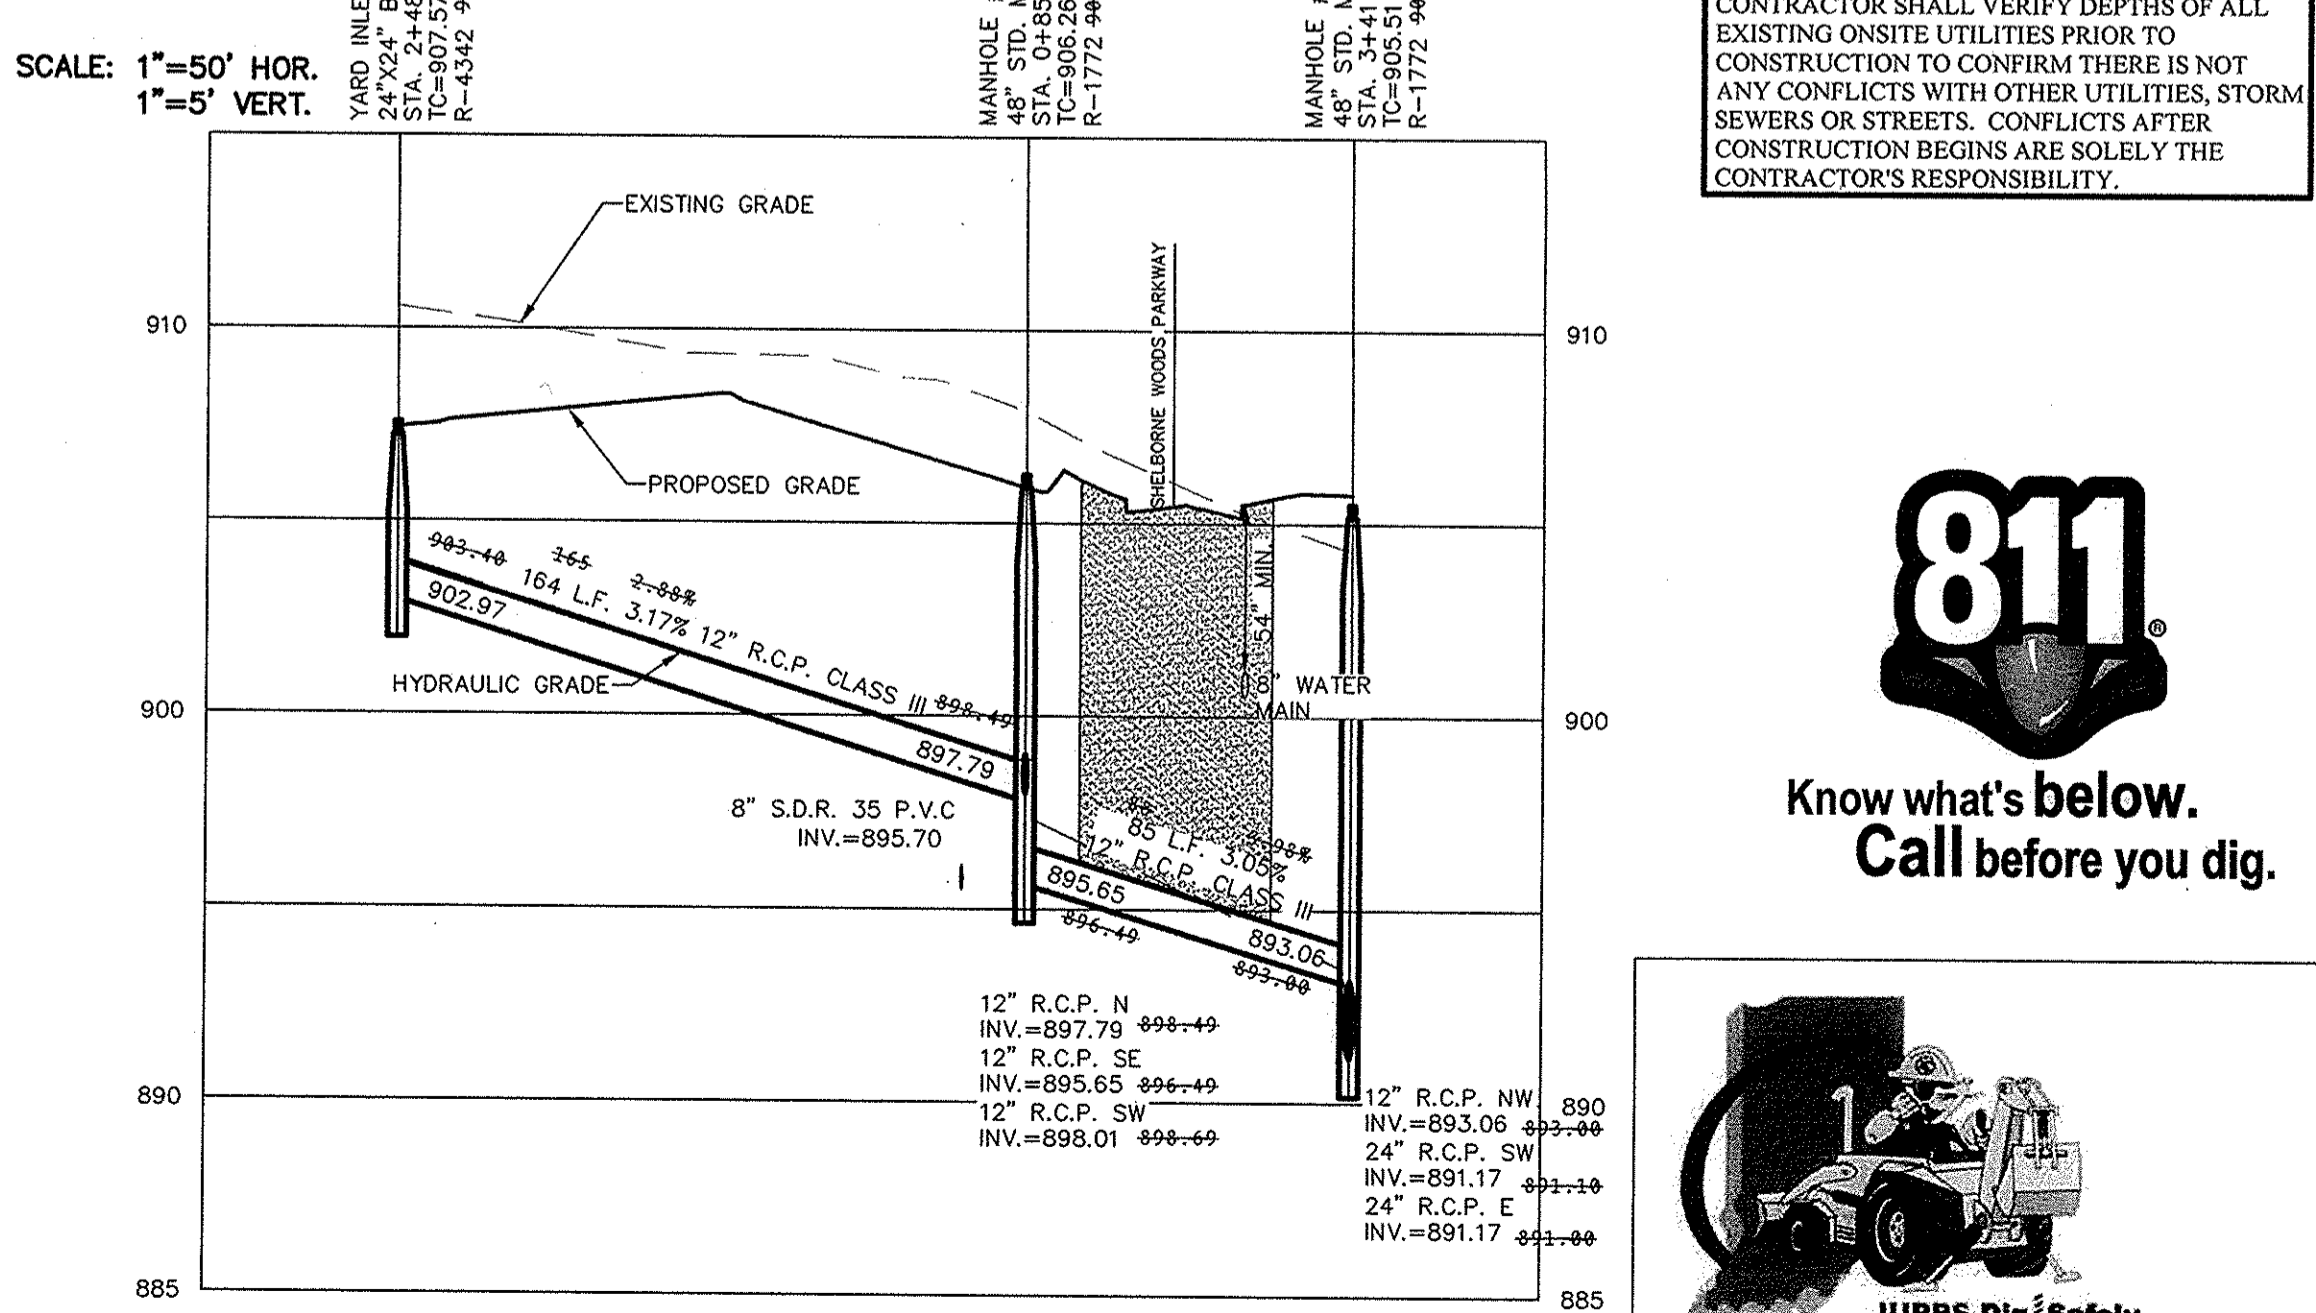 SCALE: 1"=50' HOR.
1"=5' VERT.
YARD INLE
24"X24" B
STA. 2+48
TC=907.57
R-4342
MANHOLE
48" STD. M
STA. 0+85
TC=906.26
R-1772 90
MANHOLE
48" STD. M
STA. 3+41
TC=905.51
R-1772 90
CONTRACTOR SHALL VERIFY DEPTHS OF ALL
EXISTING ONSITE UTILITIES PRIOR TO
CONSTRUCTION TO CONFIRM THERE IS NOT
ANY CONFLICTS WITH OTHER UTILITIES, STORM
SEWERS OR STREETS. CONFLICTS AFTER
CONSTRUCTION BEGINS ARE SOLELY THE
CONTRACTOR'S RESPONSIBILITY.
EXISTING GRADE
SHELBORNE WOODS PARKWAY
910
910
PROPOSED GRADE
903.40 165 2.88%
164 L.F. 3.17% 12" R.C.P. CLASS III 898.49
902.97
54" MIN.
HYDRAULIC GRADE
8" WATER
MAIN
900
900
897.79
8" S.D.R. 35 P.V.C
INV.=895.70
85 L.F. 3.05%
12" R.C.P. CLASS III
895.65
896.49
893.06
893.00
12" R.C.P. N
INV.=897.79 898.49
12" R.C.P. SE
INV.=895.65 896.49
12" R.C.P. SW
INV.=898.01 898.69
890
890
12" R.C.P. NW
INV.=893.06 893.00
24" R.C.P. SW
INV.=891.17 891.10
24" R.C.P. E
INV.=891.17 891.00
885
885
811®
Know what's below.
Call before you dig.